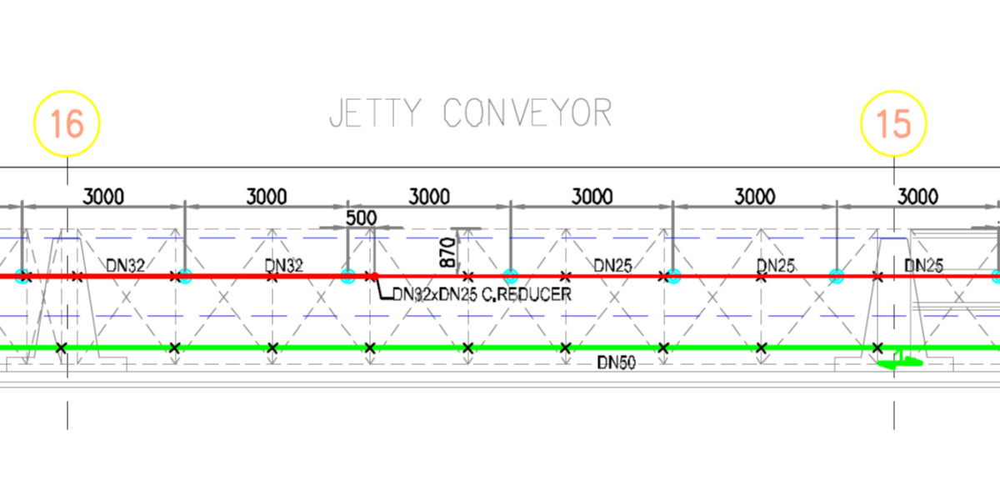 16
JETTY CONVEYOR
15
3000
3000
3000
3000
3000
3000
500
870
DN32
DN32
DN25
DN25
DN25
DN32xDN25 C.REDUCER
DN50